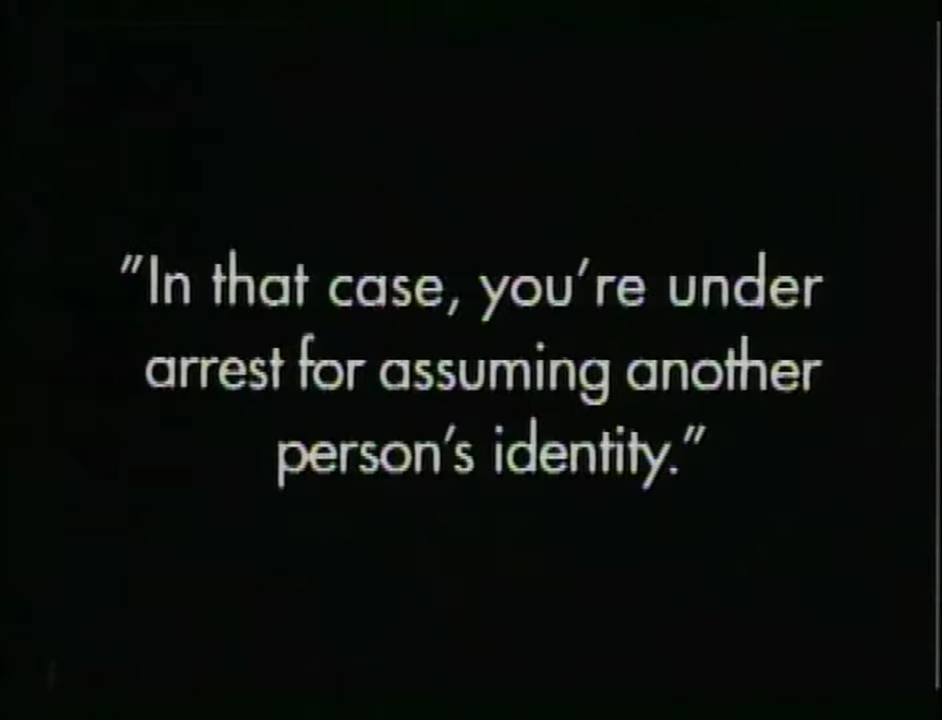 "In that case, you're under
arrest for assuming another
person's identity."